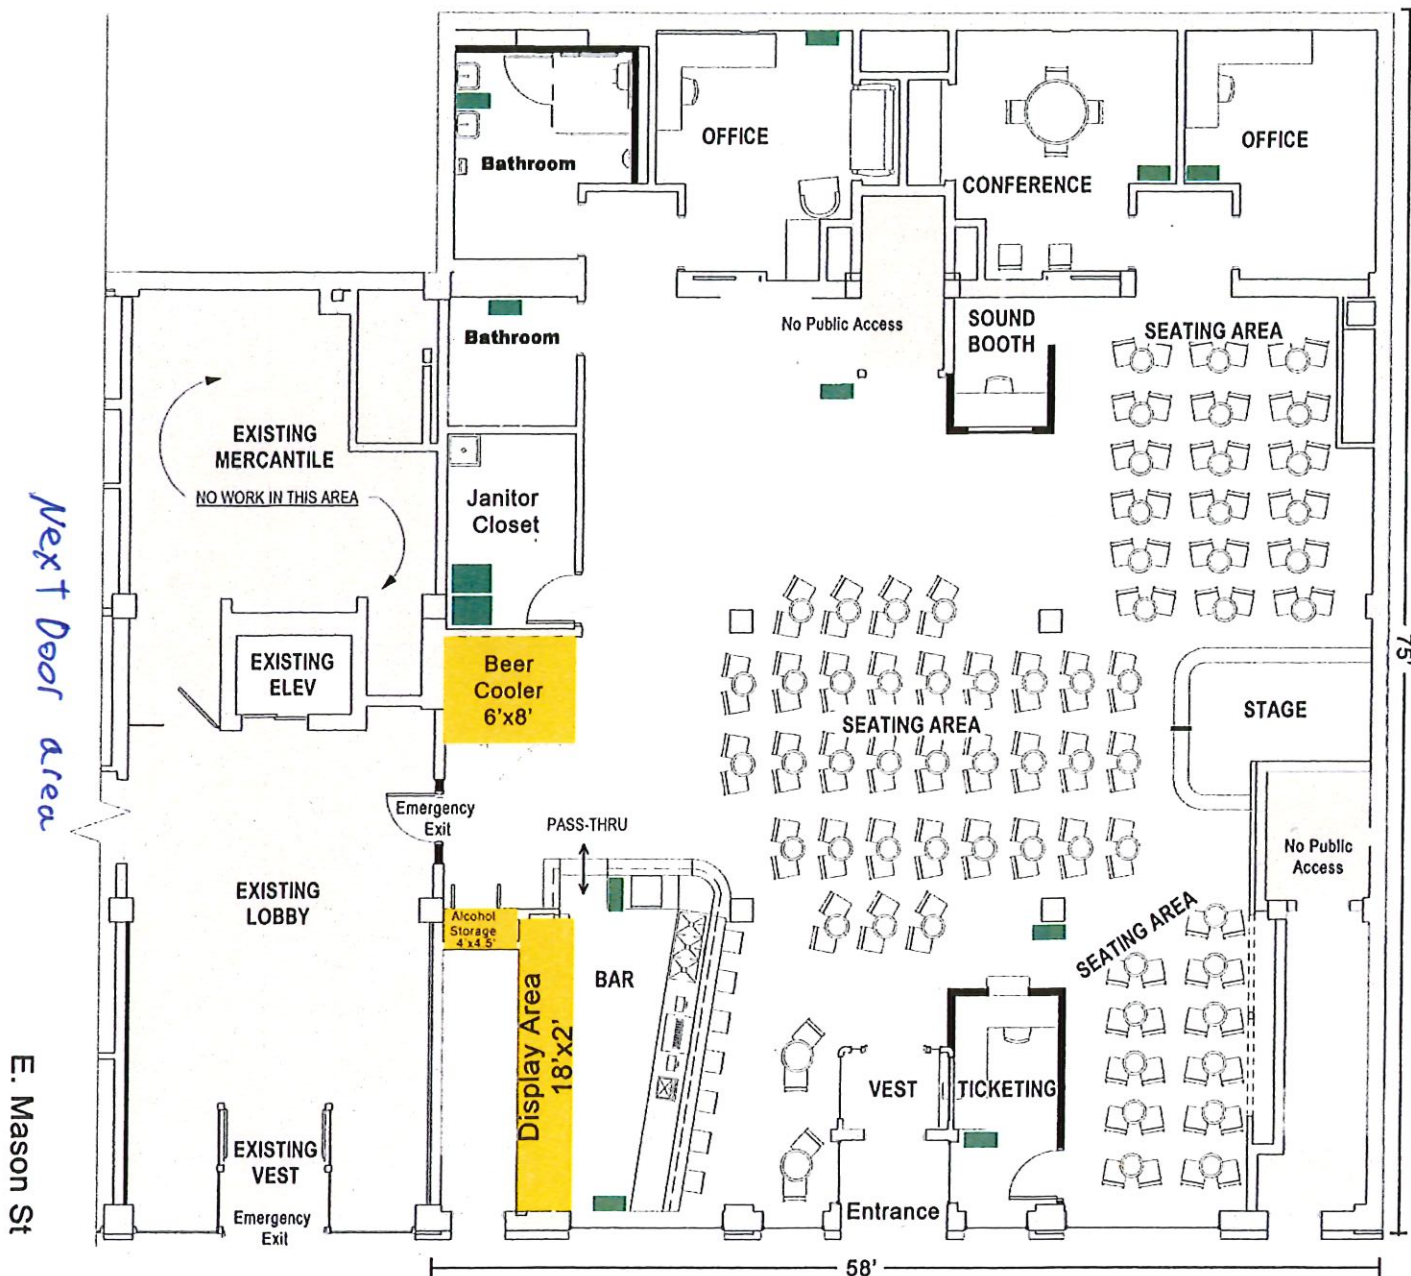 OFFICE
OFFICE
Bathroom
CONFERENCE
No Public Access
SOUND
BOOTH
SEATING AREA
Bathroom
EXISTING
MERCANTILE
NO WORK IN THIS AREA
Janitor
Closet
Next Door area
75'
EXISTING
ELEV
Beer
Cooler
6'x8'
SEATING AREA
STAGE
Emergency
Exit
PASS-THRU
No Public
Access
EXISTING
LOBBY
Alcohol
Storage
4'x4.5'
SEATING AREA
BAR
Display Area
18'x2'
VEST
TICKETING
E. Mason St
EXISTING
VEST
Emergency
Exit
Entrance
58'